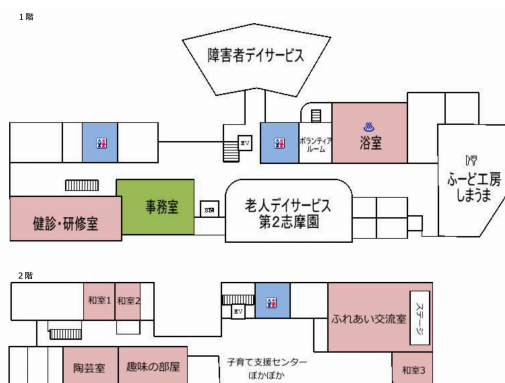 1階
障害者デイサービス
EV
ボランティア
ルーム
浴室
ふーど工房
しまうま
事務室
健診・研修室
老人デイサービス
第2志摩園
2階
和室1
和室2
EV
ふれあい交流室
ステージ
陶芸室
趣味の部屋
子育て支援センター
ぽかぽか
和室3